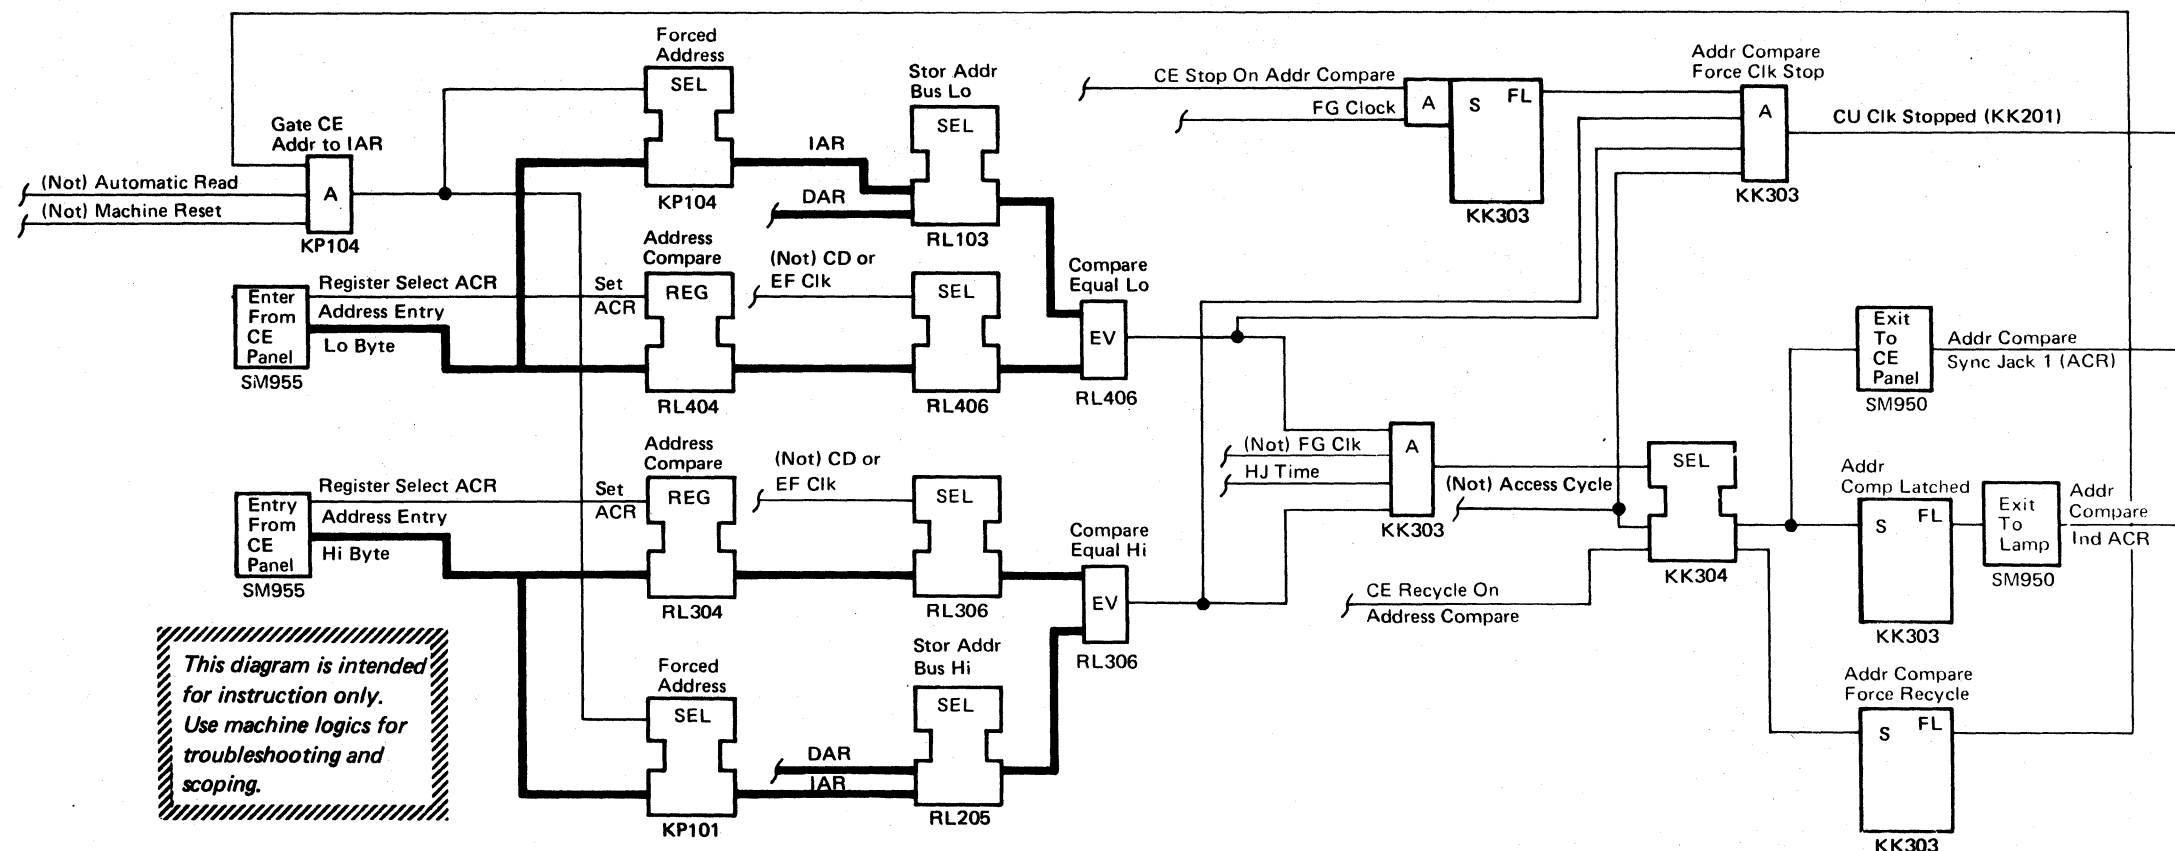 Gate CE
Addr to IAR
(Not) Automatic Read
(Not) Machine Reset
A
KP104
Forced
Address
SEL
KP104
Stor Addr
Bus Lo
SEL
IAR
DAR
RL103
Enter
From
CE
Panel
SM955
Register Select ACR
Address Entry
Lo Byte
Set
ACR
Address
Compare
REG
RL404
(Not) CD or
EF Clk
SEL
RL406
Compare
Equal Lo
EV
RL406
Entry
From
CE
Panel
SM955
Register Select ACR
Address Entry
Hi Byte
Set
ACR
Address
Compare
REG
RL304
(Not) CD or
EF Clk
SEL
RL306
Compare
Equal Hi
EV
RL306
Forced
Address
SEL
KP101
Stor Addr
Bus Hi
SEL
DAR
IAR
RL205
This diagram is intended
for instruction only.
Use machine logics for
troubleshooting and
scoping.
CE Stop On Addr Compare
FG Clock
A
S
FL
KK303
Addr Compare
Force Clk Stop
A
KK303
CU Clk Stopped (KK201)
(Not) FG Clk
HJ Time
A
KK303
(Not) Access Cycle
CE Recycle On
Address Compare
SEL
KK304
Exit
To
CE
Panel
SM950
Addr Compare
Sync Jack 1 (ACR)
Addr
Comp Latched
S
FL
KK303
Exit
To
Lamp
SM950
Addr
Compare
Ind ACR
Addr Compare
Force Recycle
S
FL
KK303